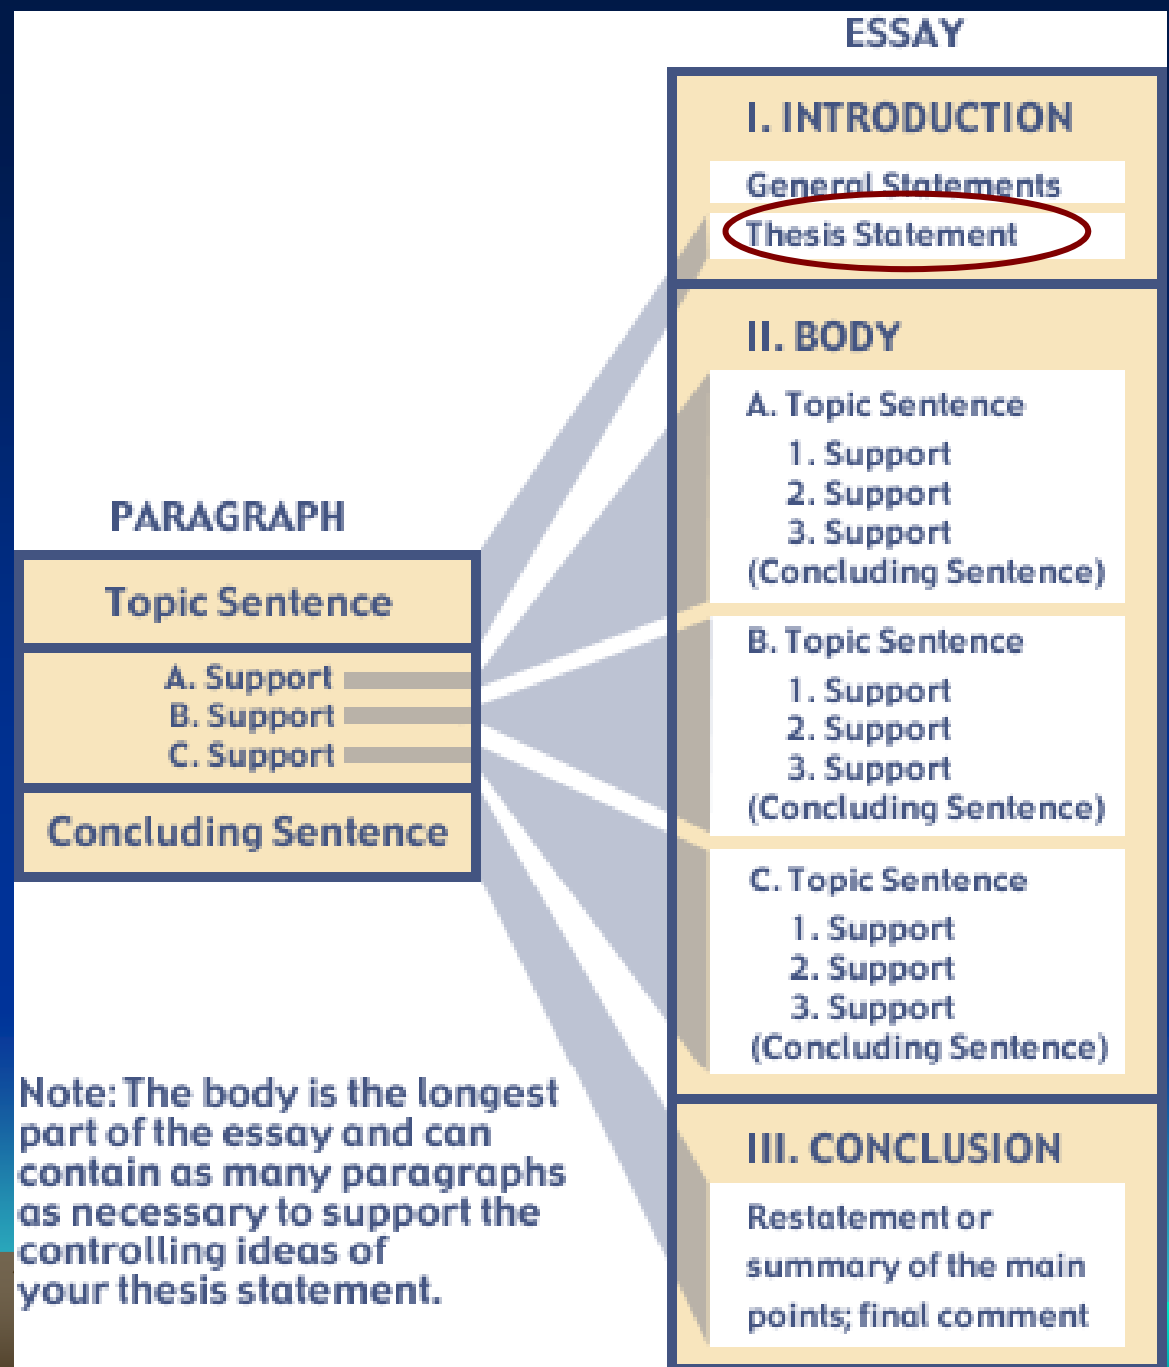 PARAGRAPH
Topic Sentence
A. Support
B. Support
C. Support
Concluding Sentence
Note: The body is the longest
part of the essay and can
contain as many paragraphs
as necessary to support the
controlling ideas of
your thesis statement.
ESSAY
I. INTRODUCTION
General Statements
Thesis Statement
II. BODY
A. Topic Sentence
1. Support
2. Support
3. Support
(Concluding Sentence)
B. Topic Sentence
1. Support
2. Support
3. Support
(Concluding Sentence)
C. Topic Sentence
1. Support
2. Support
3. Support
(Concluding Sentence)
III. CONCLUSION
Restatement or
summary of the main
points; final comment